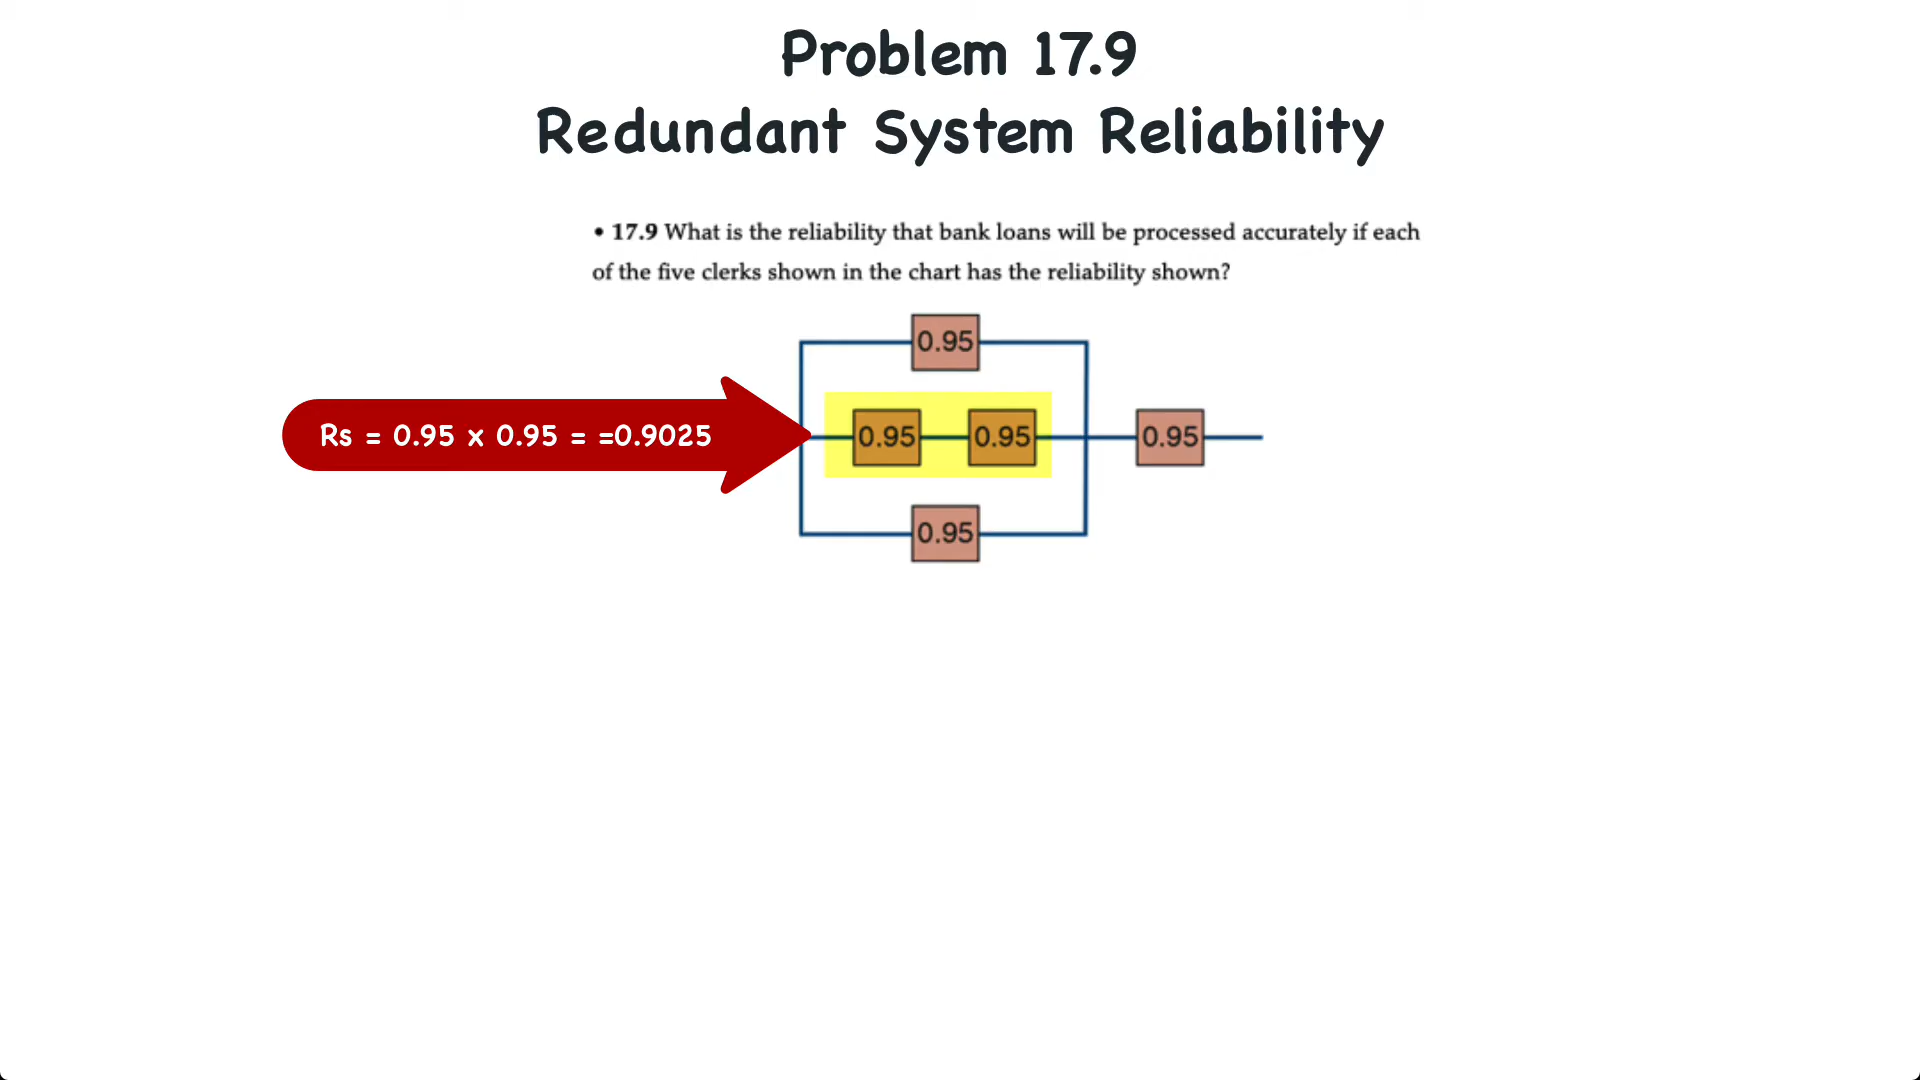 Problem 17.9
Redundant System Reliability
• 17.9 What is the reliability that bank loans will be processed accurately if each
of the five clerks shown in the chart has the reliability shown?
0.95
Rs = 0.95 x 0.95 = =0.9025
0.95 0.95 0.95
0.95